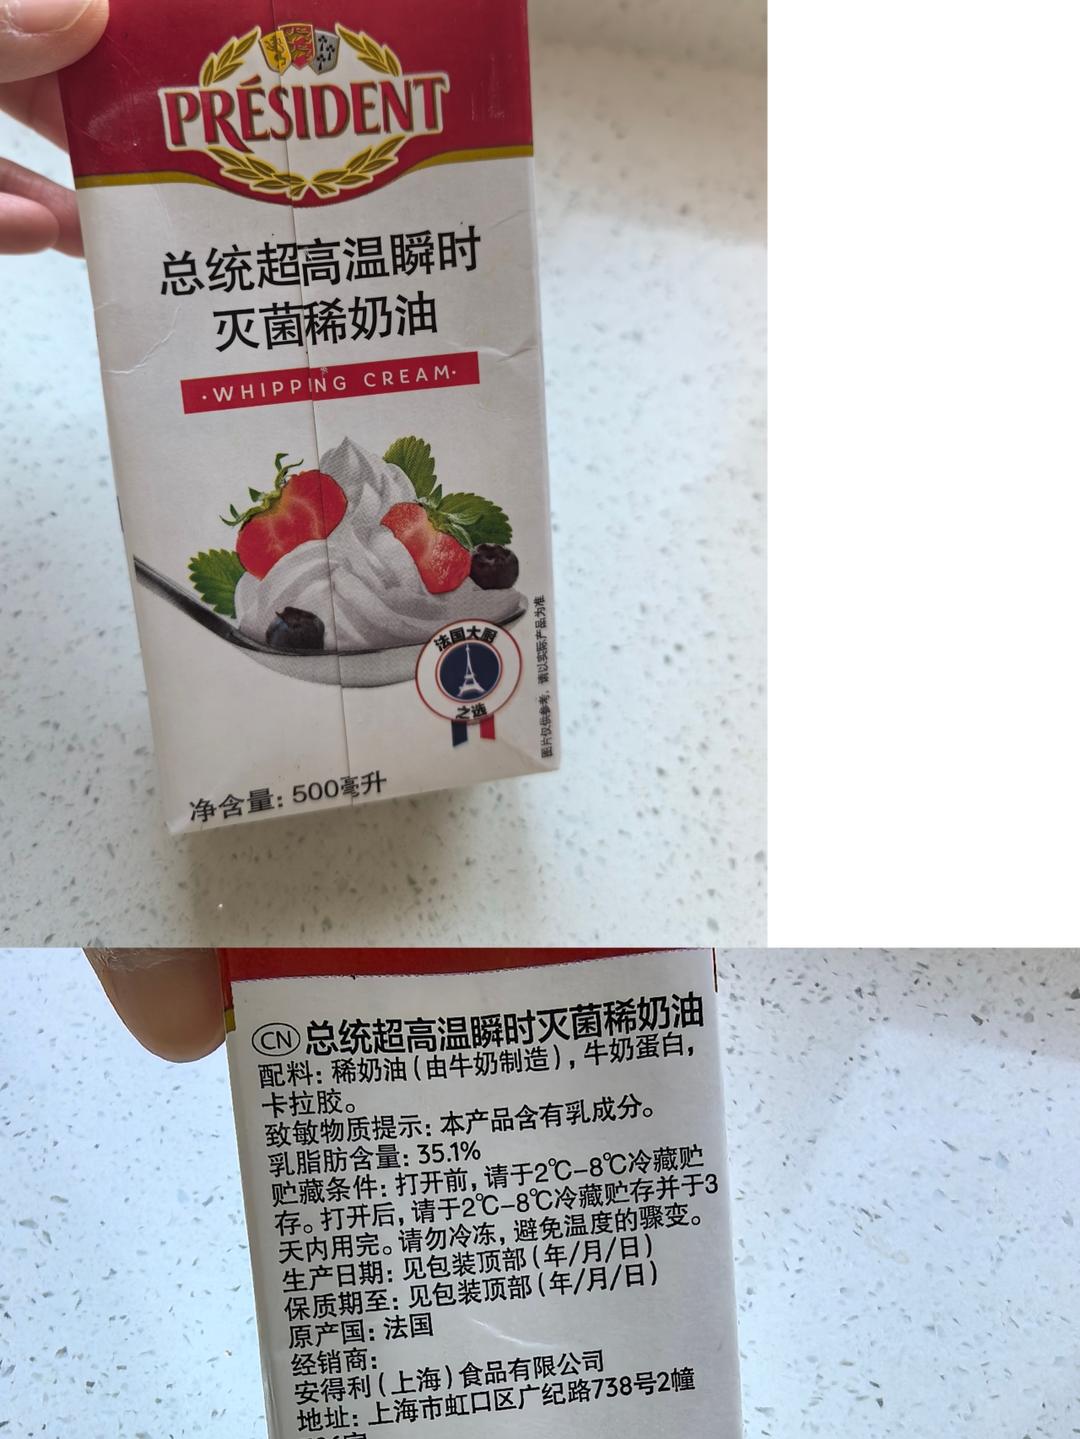 PRÉSIDENT
总统超高温瞬时
灭菌稀奶油
·WHIPPING CREAM·
法国大厨
之选
图片仅供参考，请以实际产品为准
净含量: 500毫升
CN 总统超高温瞬时灭菌稀奶油
配料: 稀奶油(由牛奶制造), 牛奶蛋白,
卡拉胶。
致敏物质提示: 本产品含有乳成分。
乳脂肪含量: 35.1%
贮藏条件: 打开前, 请于2℃-8℃冷藏贮
存。打开后, 请于2℃-8℃冷藏贮存并于3
天内用完。请勿冷冻, 避免温度的骤变。
生产日期: 见包装顶部(年/月/日)
保质期至: 见包装顶部(年/月/日)
原产国: 法国
经销商:
安得利(上海)食品有限公司
地址: 上海市虹口区广纪路738号2幢